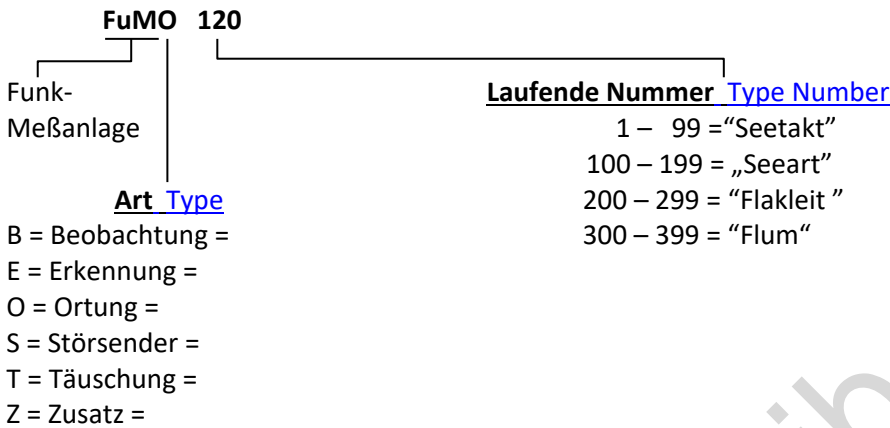 FuMO 120
Funk-
Meßanlage
Laufende Nummer Type Number
1 – 99 =“Seetakt”
100 – 199 = „Seeart”
200 – 299 = “Flakleit ”
300 – 399 = “Flum“
Art Type
B = Beobachtung =
E = Erkennung =
O = Ortung =
S = Störsender =
T = Täuschung =
Z = Zusatz =